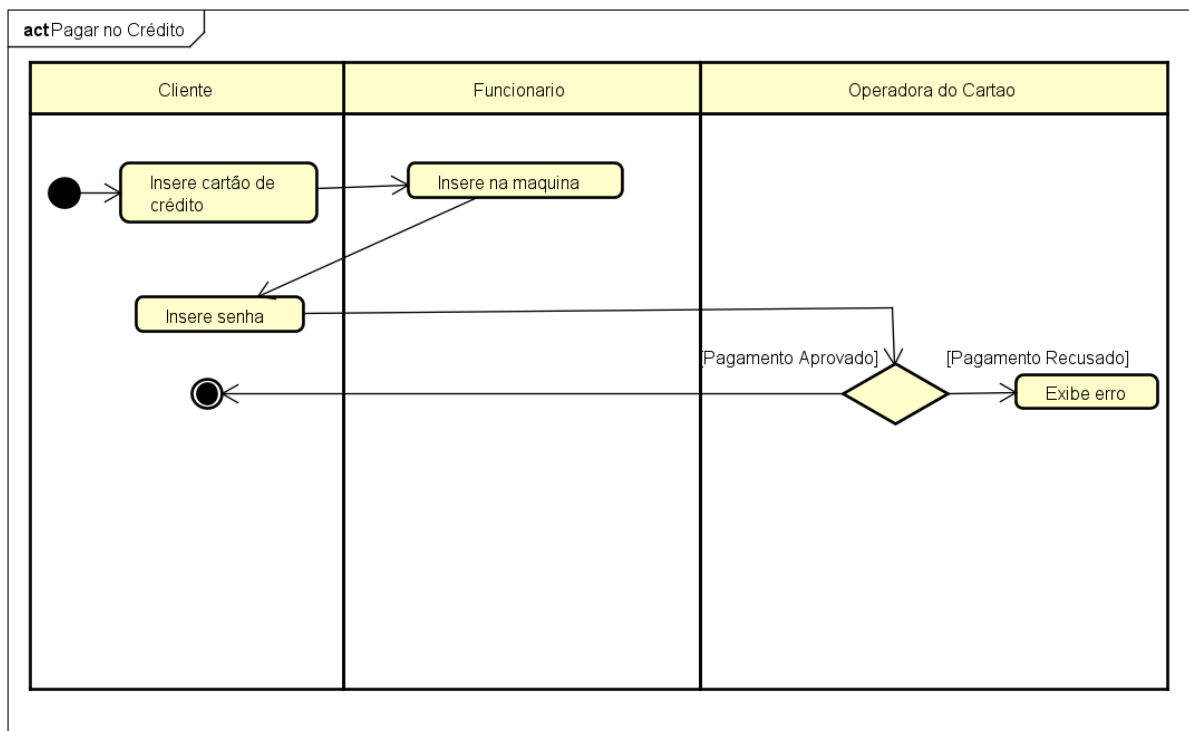 act Pagar no Crédito
Cliente
Funcionario
Operadora do Cartao
Insere cartão de
crédito
Insere na maquina
Insere senha
[Pagamento Aprovado]
[Pagamento Recusado]
Exibe erro